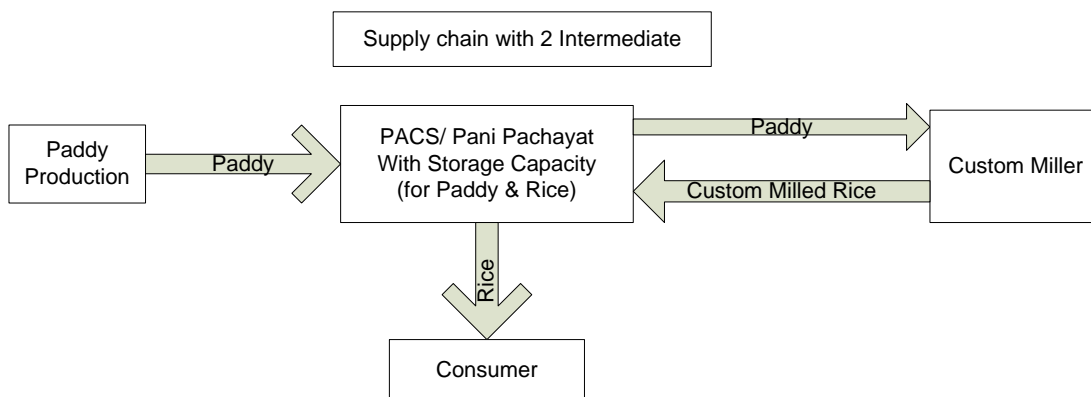 Supply chain with 2 Intermediate
Paddy
Production
Paddy
PACS/ Pani Pachayat
With Storage Capacity
(for Paddy & Rice)
Paddy
Custom Milled Rice
Custom Miller
Rice
Consumer